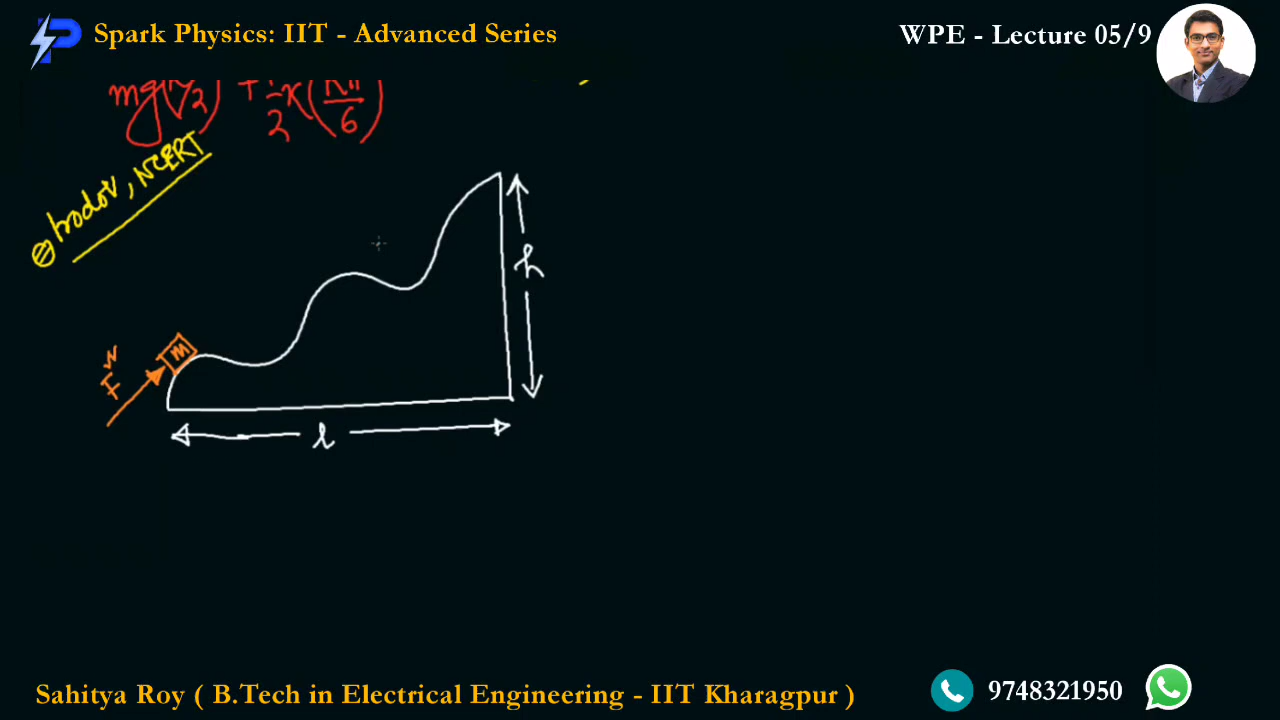 Spark Physics: IIT - Advanced Series
WPE - Lecture 05/9
Irodov, NCERT
h
m
F
l
Sahitya Roy ( B.Tech in Electrical Engineering - IIT Kharagpur )
9748321950